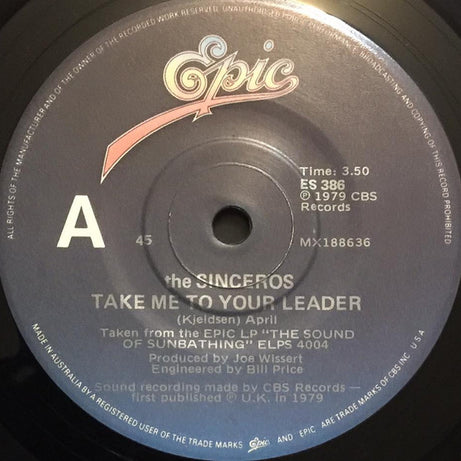 ALL RIGHTS OF THE MANUFACTURER AND OF THE OWNER OF THE RECORDED WORK RESERVED. UNAUTHORISED PUBLIC PERFORMANCE, BROADCASTING AND COPYING OF THIS RECORD PROHIBITED.
Epic
Time: 3.50
ES 386
℗ 1979 CBS
Records
A
45
MX188636
the SINCEROS
TAKE ME TO YOUR LEADER
(Kjeldsen) April
Taken from the EPIC LP "THE SOUND
OF SUNBATHING" ELPS 4004
Produced by Joe Wissert
Engineered by Bill Price
Sound recording made by CBS Records —
first published ℗ U.K. in 1979
MADE IN AUSTRALIA BY A REGISTERED USER OF THE TRADE MARKS Epic AND EPIC ARE TRADE MARKS OF CBS INC U.S.A